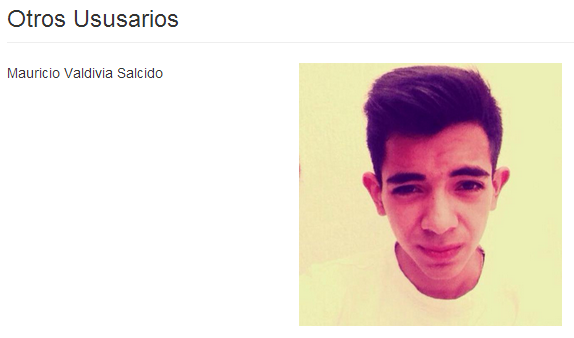 Otros Ususarios
Mauricio Valdivia Salcido